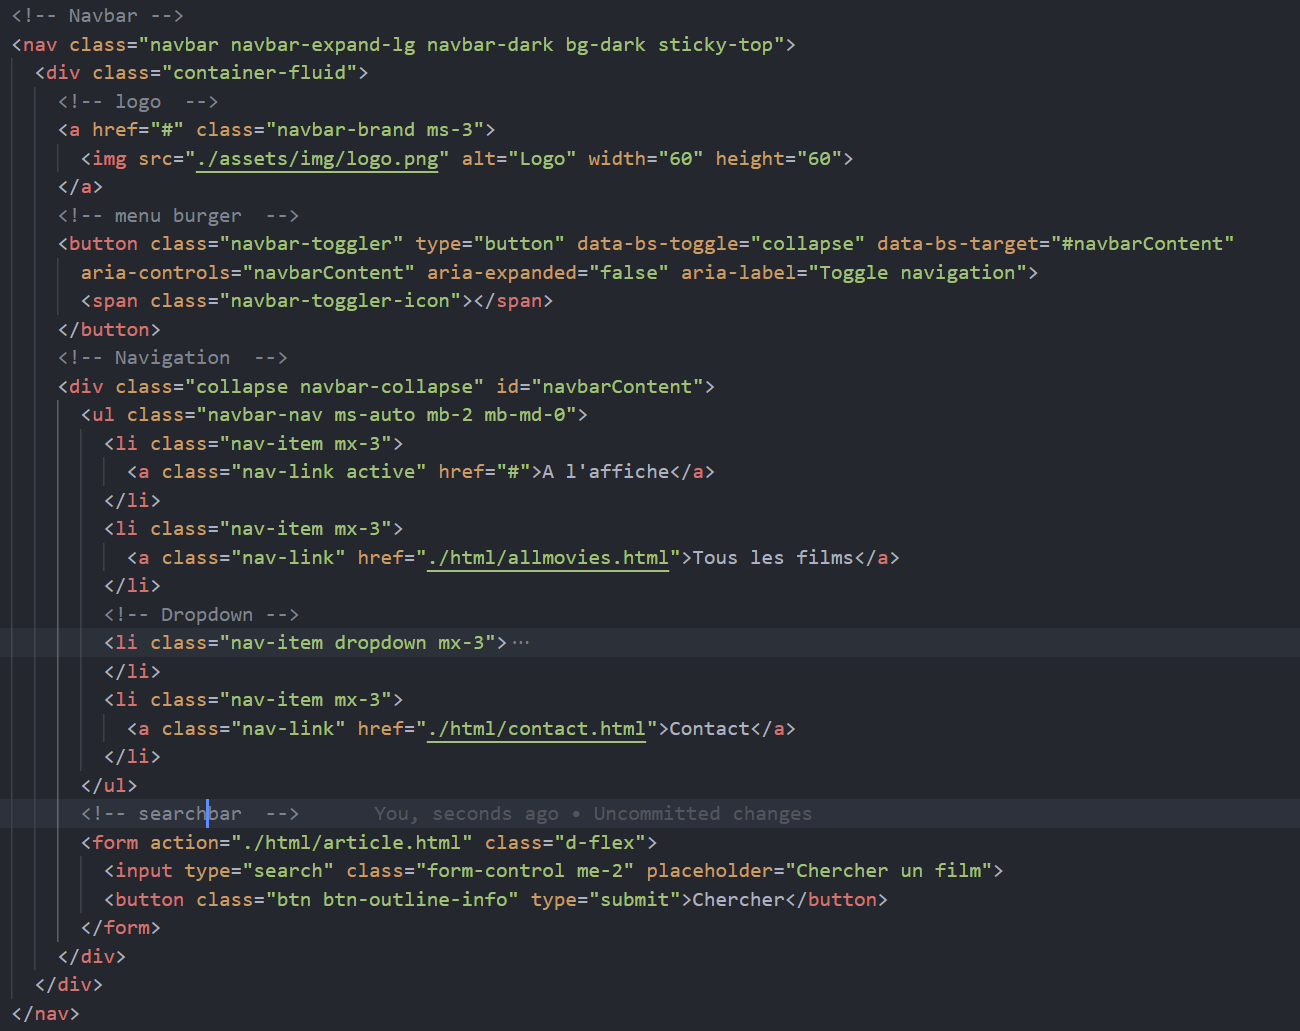 <!-- Navbar -->
<nav class="navbar navbar-expand-lg navbar-dark bg-dark sticky-top">
<div class="container-fluid">
<!-- logo  -->
<a href="#" class="navbar-brand ms-3">
<img src="./assets/img/logo.png" alt="Logo" width="60" height="60">
</a>
<!-- menu burger  -->
<button class="navbar-toggler" type="button" data-bs-toggle="collapse" data-bs-target="#navbarContent"
aria-controls="navbarContent" aria-expanded="false" aria-label="Toggle navigation">
<span class="navbar-toggler-icon"></span>
</button>
<!-- Navigation  -->
<div class="collapse navbar-collapse" id="navbarContent">
<ul class="navbar-nav ms-auto mb-2 mb-md-0">
<li class="nav-item mx-3">
<a class="nav-link active" href="#">A l'affiche</a>
</li>
<li class="nav-item mx-3">
<a class="nav-link" href="./html/allmovies.html">Tous les films</a>
</li>
<!-- Dropdown -->
<li class="nav-item dropdown mx-3">···
</li>
<li class="nav-item mx-3">
<a class="nav-link" href="./html/contact.html">Contact</a>
</li>
</ul>
<!-- searchbar  --> You, seconds ago • Uncommitted changes
<form action="./html/article.html" class="d-flex">
<input type="search" class="form-control me-2" placeholder="Chercher un film">
<button class="btn btn-outline-info" type="submit">Chercher</button>
</form>
</div>
</div>
</nav>